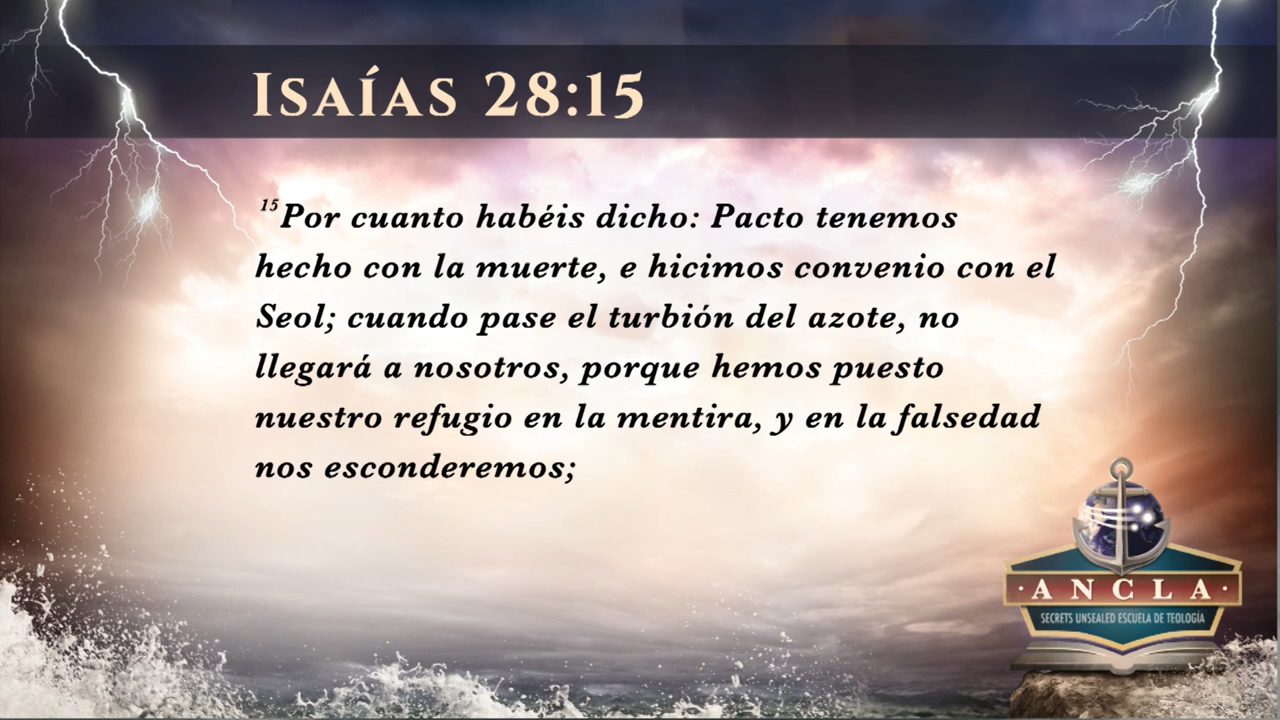 Isaías 28:15
15Por cuanto habéis dicho: Pacto tenemos
hecho con la muerte, e hicimos convenio con el
Seol; cuando pase el turbión del azote, no
llegará a nosotros, porque hemos puesto
nuestro refugio en la mentira, y en la falsedad
nos esconderemos;
·ANCLA·
SECRETS UNSEALED ESCUELA DE TEOLOGÍA